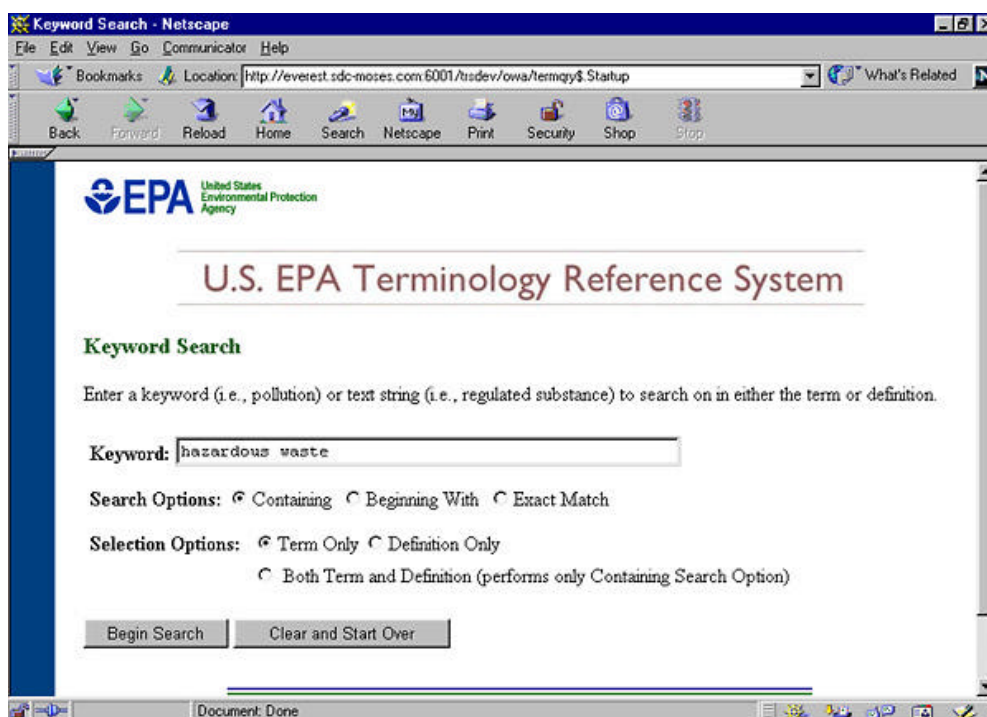 Keyword Search - Netscape
File Edit View Go Communicator Help
Bookmarks Location: http://everest.sdc-moses.com:6001/trsdev/owa/termqry$.Startup What's Related N
Back Forward Reload Home Search Netscape Print Security Shop Stop
My
EPA United States
Environmental Protection
Agency
U.S. EPA Terminology Reference System
Keyword Search
Enter a keyword (i.e., pollution) or text string (i.e., regulated substance) to search on in either the term or definition.
Keyword: hazardous waste
Search Options: Containing Beginning With Exact Match
Selection Options: Term Only Definition Only
Both Term and Definition (performs only Containing Search Option)
Begin Search Clear and Start Over
Document: Done